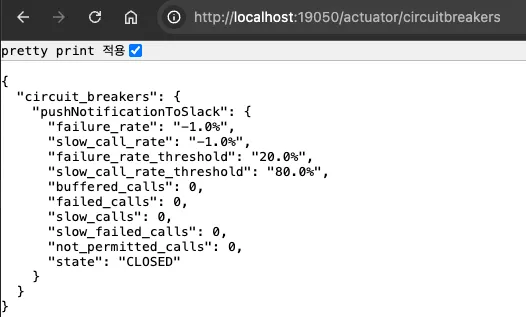 http://localhost:19050/actuator/circuitbreakers
pretty print 적용
{
  "circuit_breakers": {
    "pushNotificationToSlack": {
      "failure_rate": "-1.0%",
      "slow_call_rate": "-1.0%",
      "failure_rate_threshold": "20.0%",
      "slow_call_rate_threshold": "80.0%",
      "buffered_calls": 0,
      "failed_calls": 0,
      "slow_calls": 0,
      "slow_failed_calls": 0,
      "not_permitted_calls": 0,
      "state": "CLOSED"
    }
  }
}